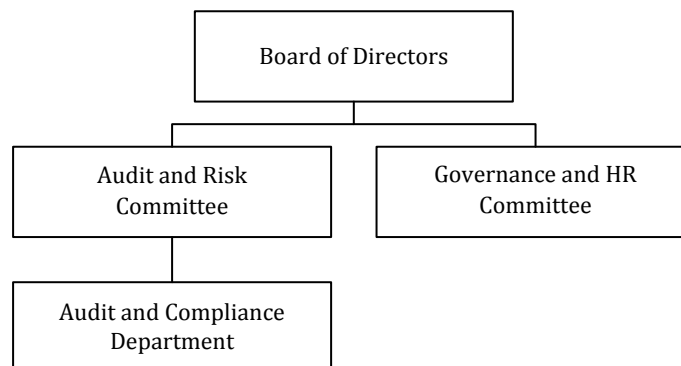 Board of Directors
Audit and Risk
Committee
Governance and HR
Committee
Audit and Compliance
Department